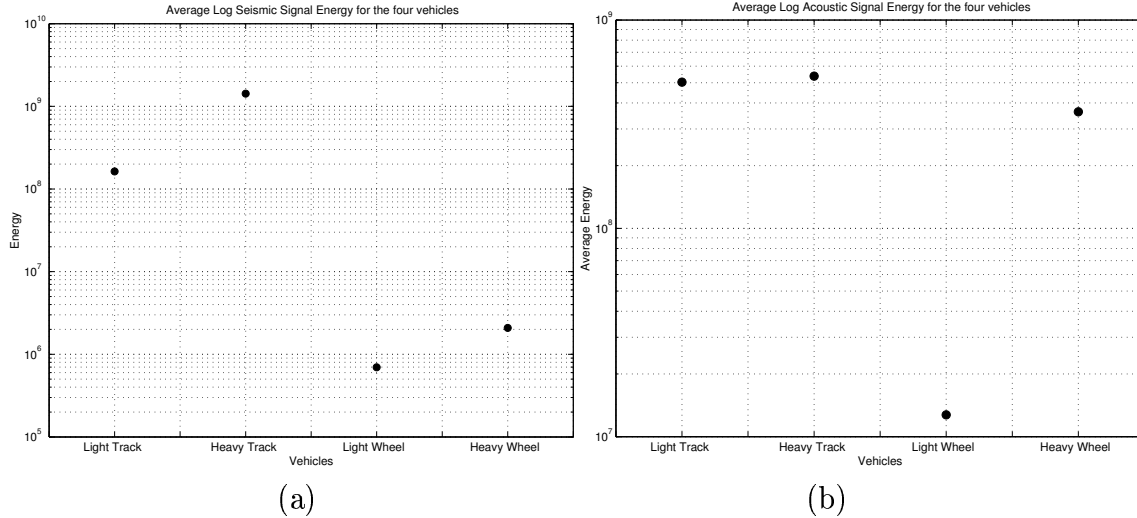 Average Log Seismic Signal Energy for the four vehicles
10^10
10^9
10^8
10^7
10^6
10^5
Energy
Light Track
Heavy Track
Light Wheel
Heavy Wheel
Vehicles
(a)
Average Log Acoustic Signal Energy for the four vehicles
10^9
10^8
10^7
Average Energy
Light Track
Heavy Track
Light Wheel
Heavy Wheel
Vehicles
(b)